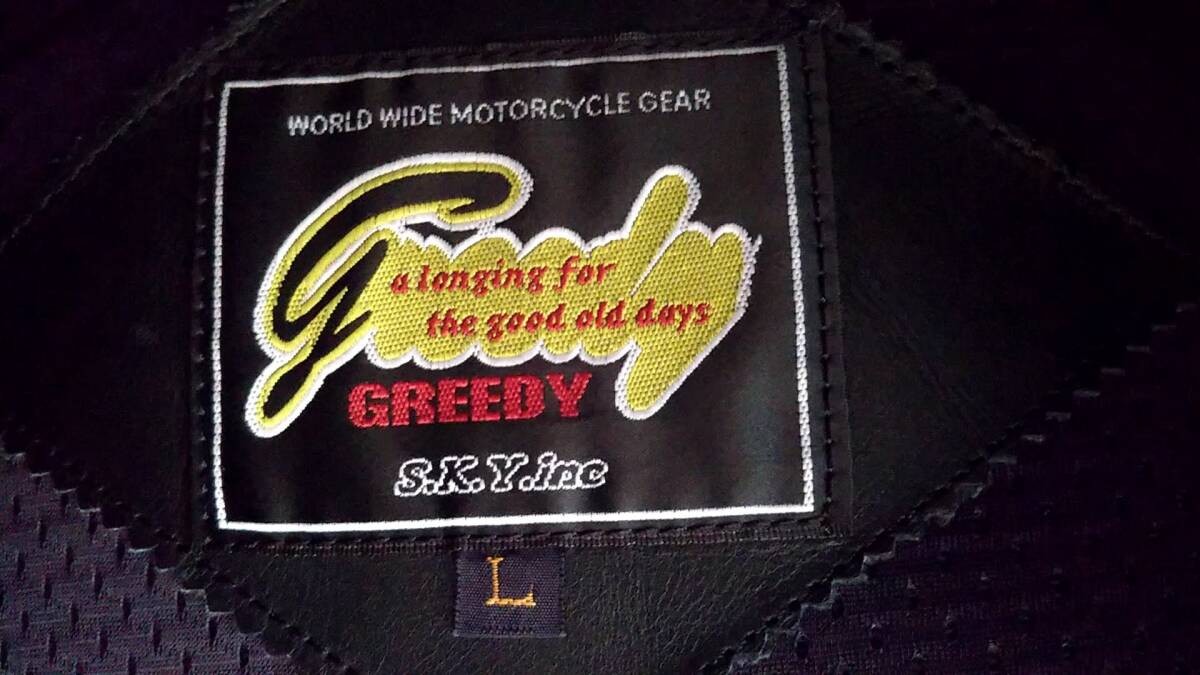 WORLD WIDE MOTORCYCLE GEAR
Greedy
a longing for
the good old days
GREEDY
S.K.Y.inc
L